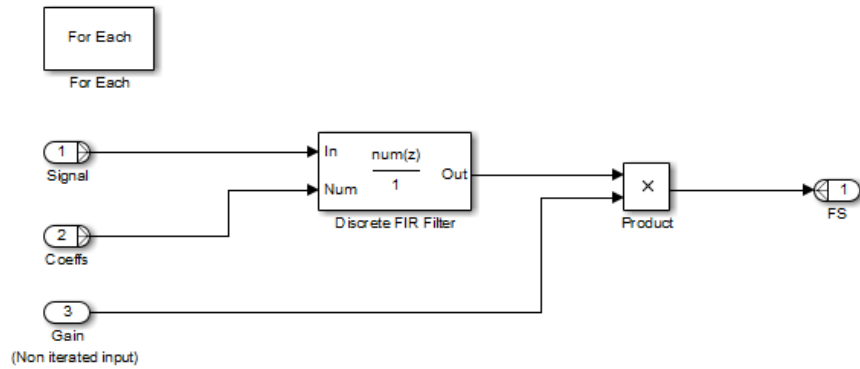 For Each
For Each
1
Signal
In
num(z)
1
Out
Num
Discrete FIR Filter
×
Product
1
FS
2
Coeffs
3
Gain
(Non iterated input)